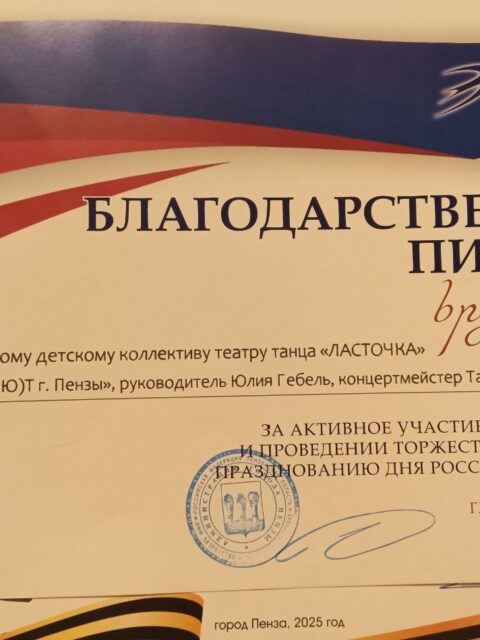 БЛАГОДАРСТВЕ
ПИ
вр
ому детскому коллективу театру танца «ЛАСТОЧКА»
Ю)Т г. Пензы», руководитель Юлия Гебель, концертмейстер Та
ЗА АКТИВНОЕ УЧАСТИЕ
И ПРОВЕДЕНИИ ТОРЖЕСТ
ПРАЗДНОВАНИЮ ДНЯ РОСС
город Пенза, 2025 год